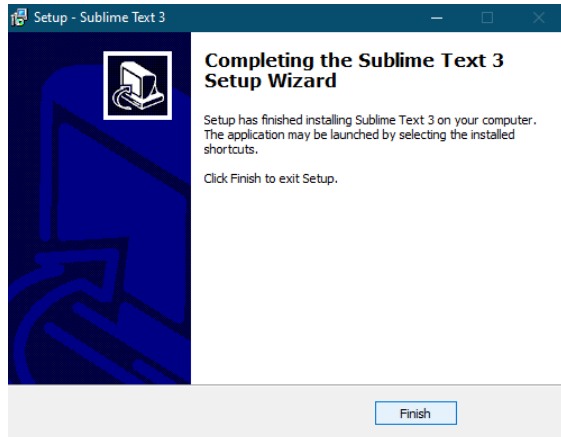 Setup - Sublime Text 3
Completing the Sublime Text 3
Setup Wizard
Setup has finished installing Sublime Text 3 on your computer.
The application may be launched by selecting the installed
shortcuts.
Click Finish to exit Setup.
Finish